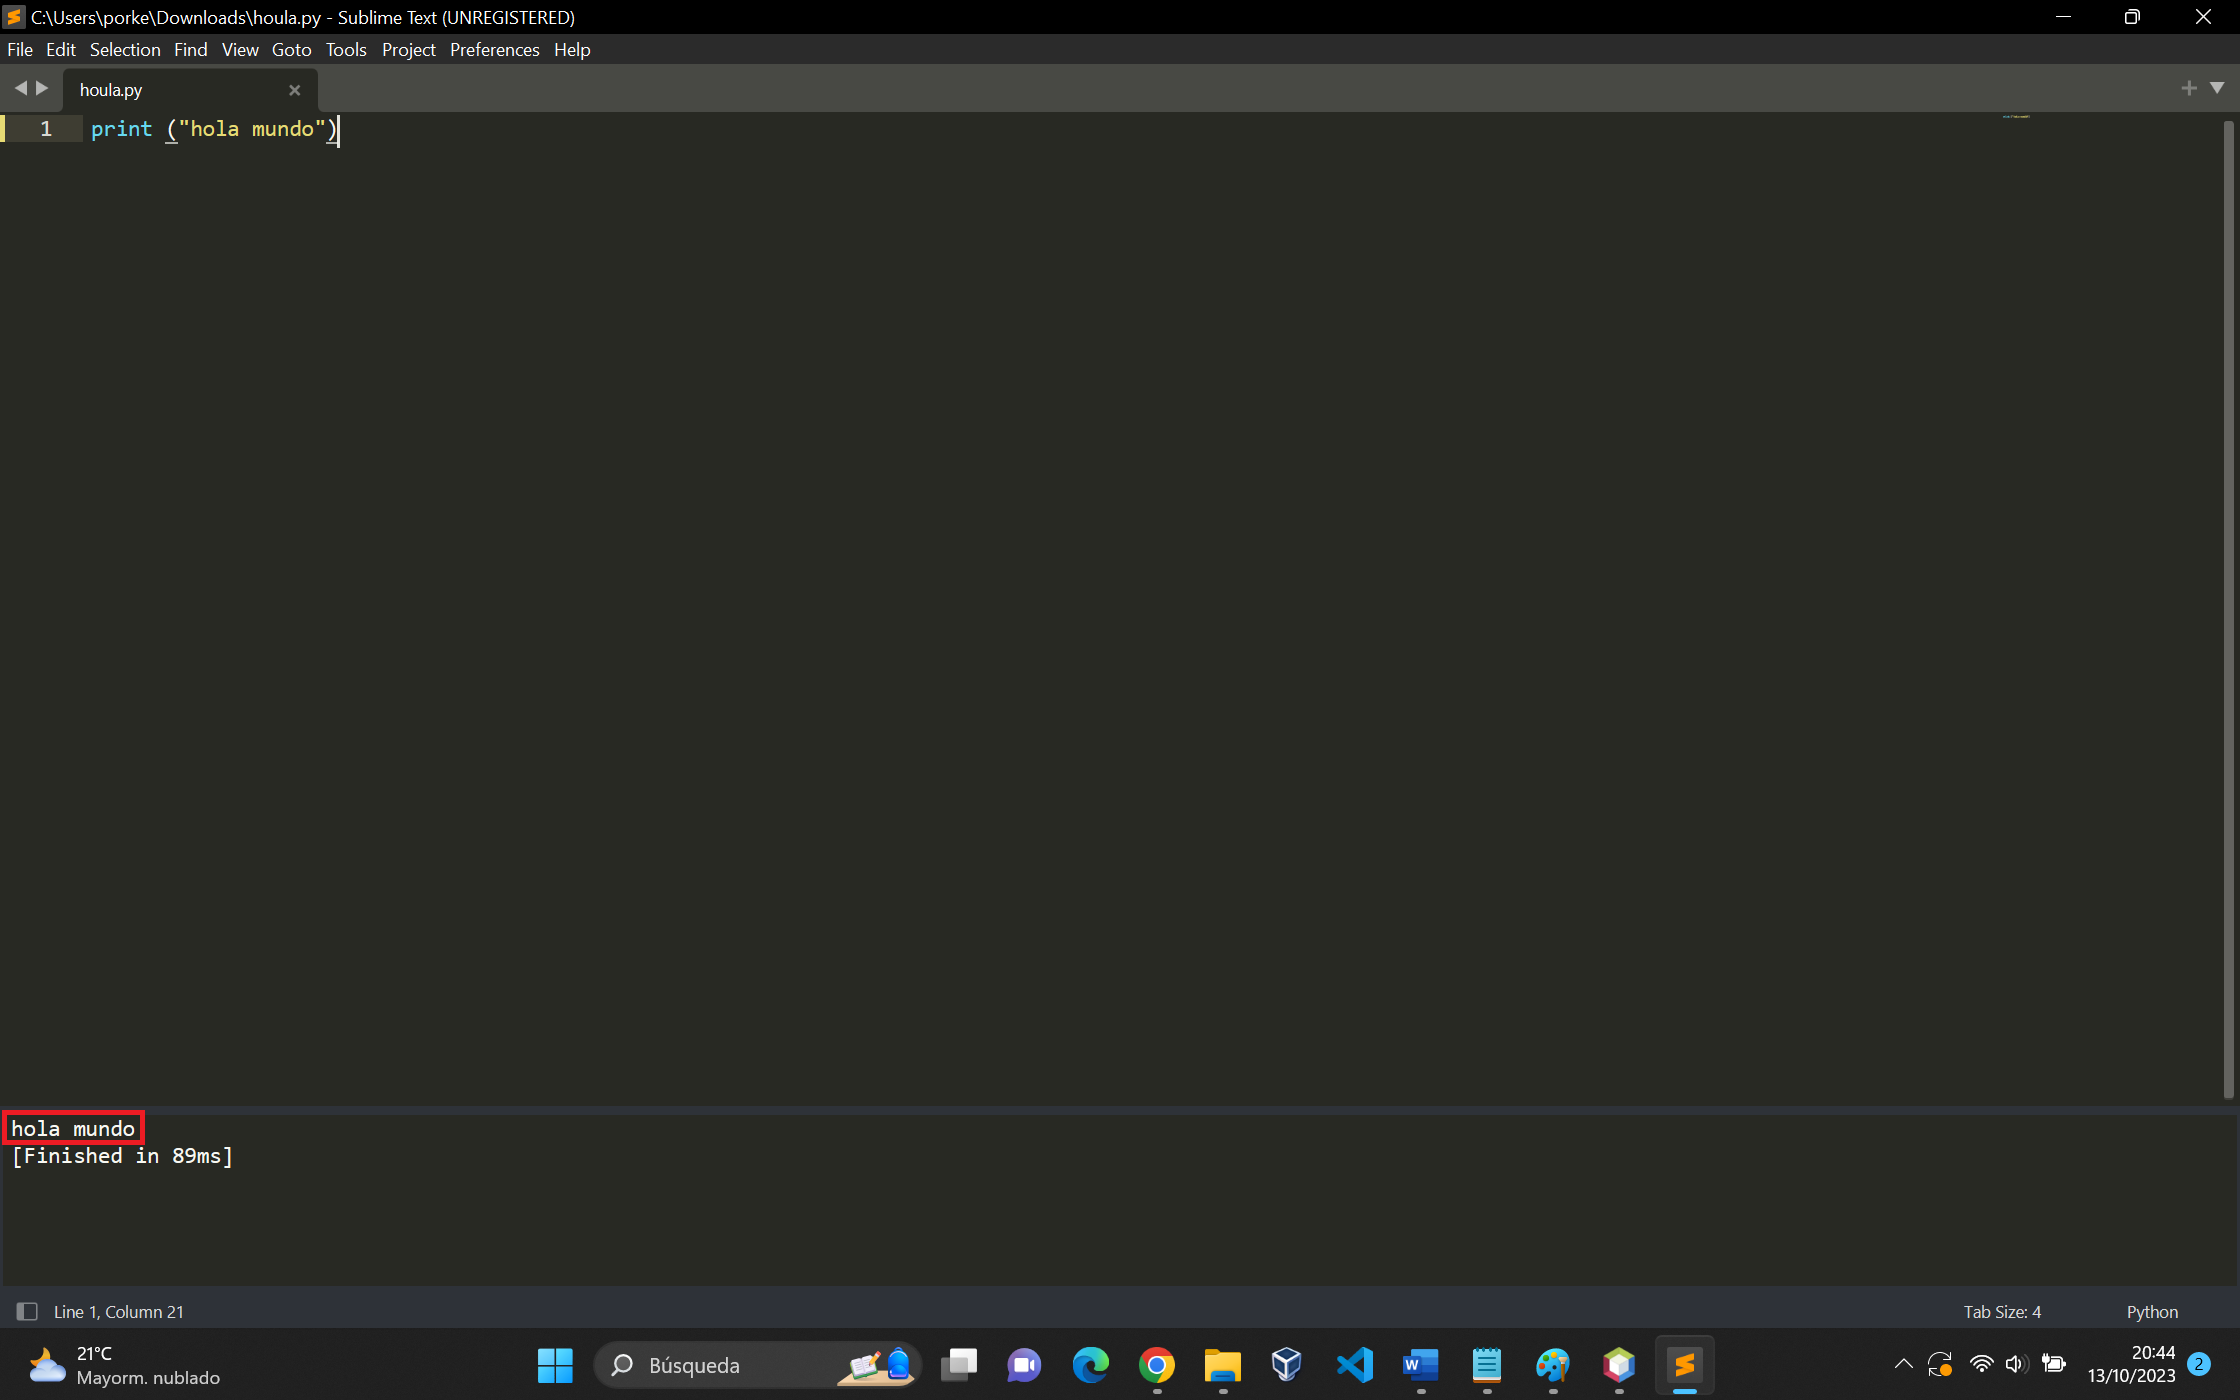 C:\Users\porke\Downloads\houla.py - Sublime Text (UNREGISTERED)
File Edit Selection Find View Goto Tools Project Preferences Help
houla.py
1 print ("hola mundo")
hola mundo
[Finished in 89ms]
Line 1, Column 21
Tab Size: 4
Python
21°C
Mayorm. nublado
Búsqueda
20:44
13/10/2023
2